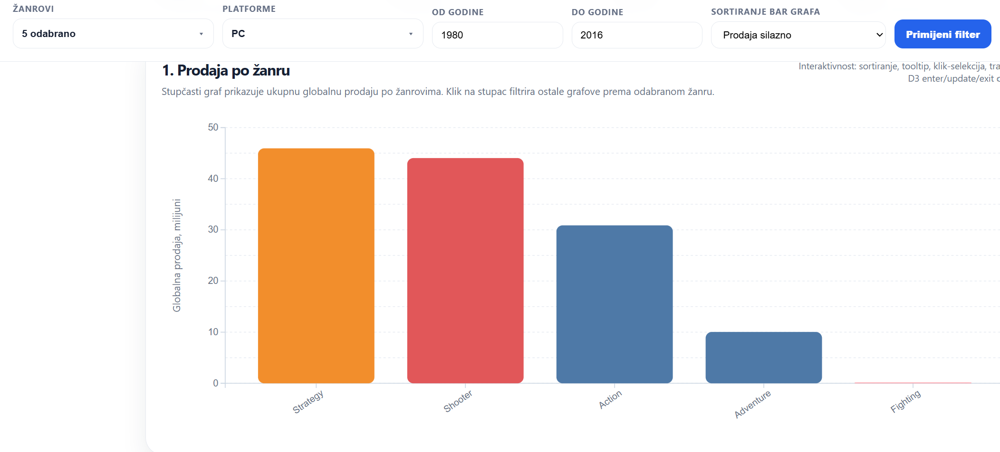 ŽANROVI
PLATFORME
OD GODINE
DO GODINE
SORTIRANJE BAR GRAFA
5 odabrano
PC
1980
2016
Prodaja silazno
Primijeni filter
1. Prodaja po žanru
Interaktivnost: sortiranje, tooltip, klik-selekcija,
D3 enter/update/exit
Stupčasti graf prikazuje ukupnu globalnu prodaju po žanrovima. Klik na stupac filtrira ostale grafove prema odabranom žanru.
Globalna prodaja, milijuni
50
40
30
20
10
0
Strategy
Shooter
Action
Adventure
Fighting